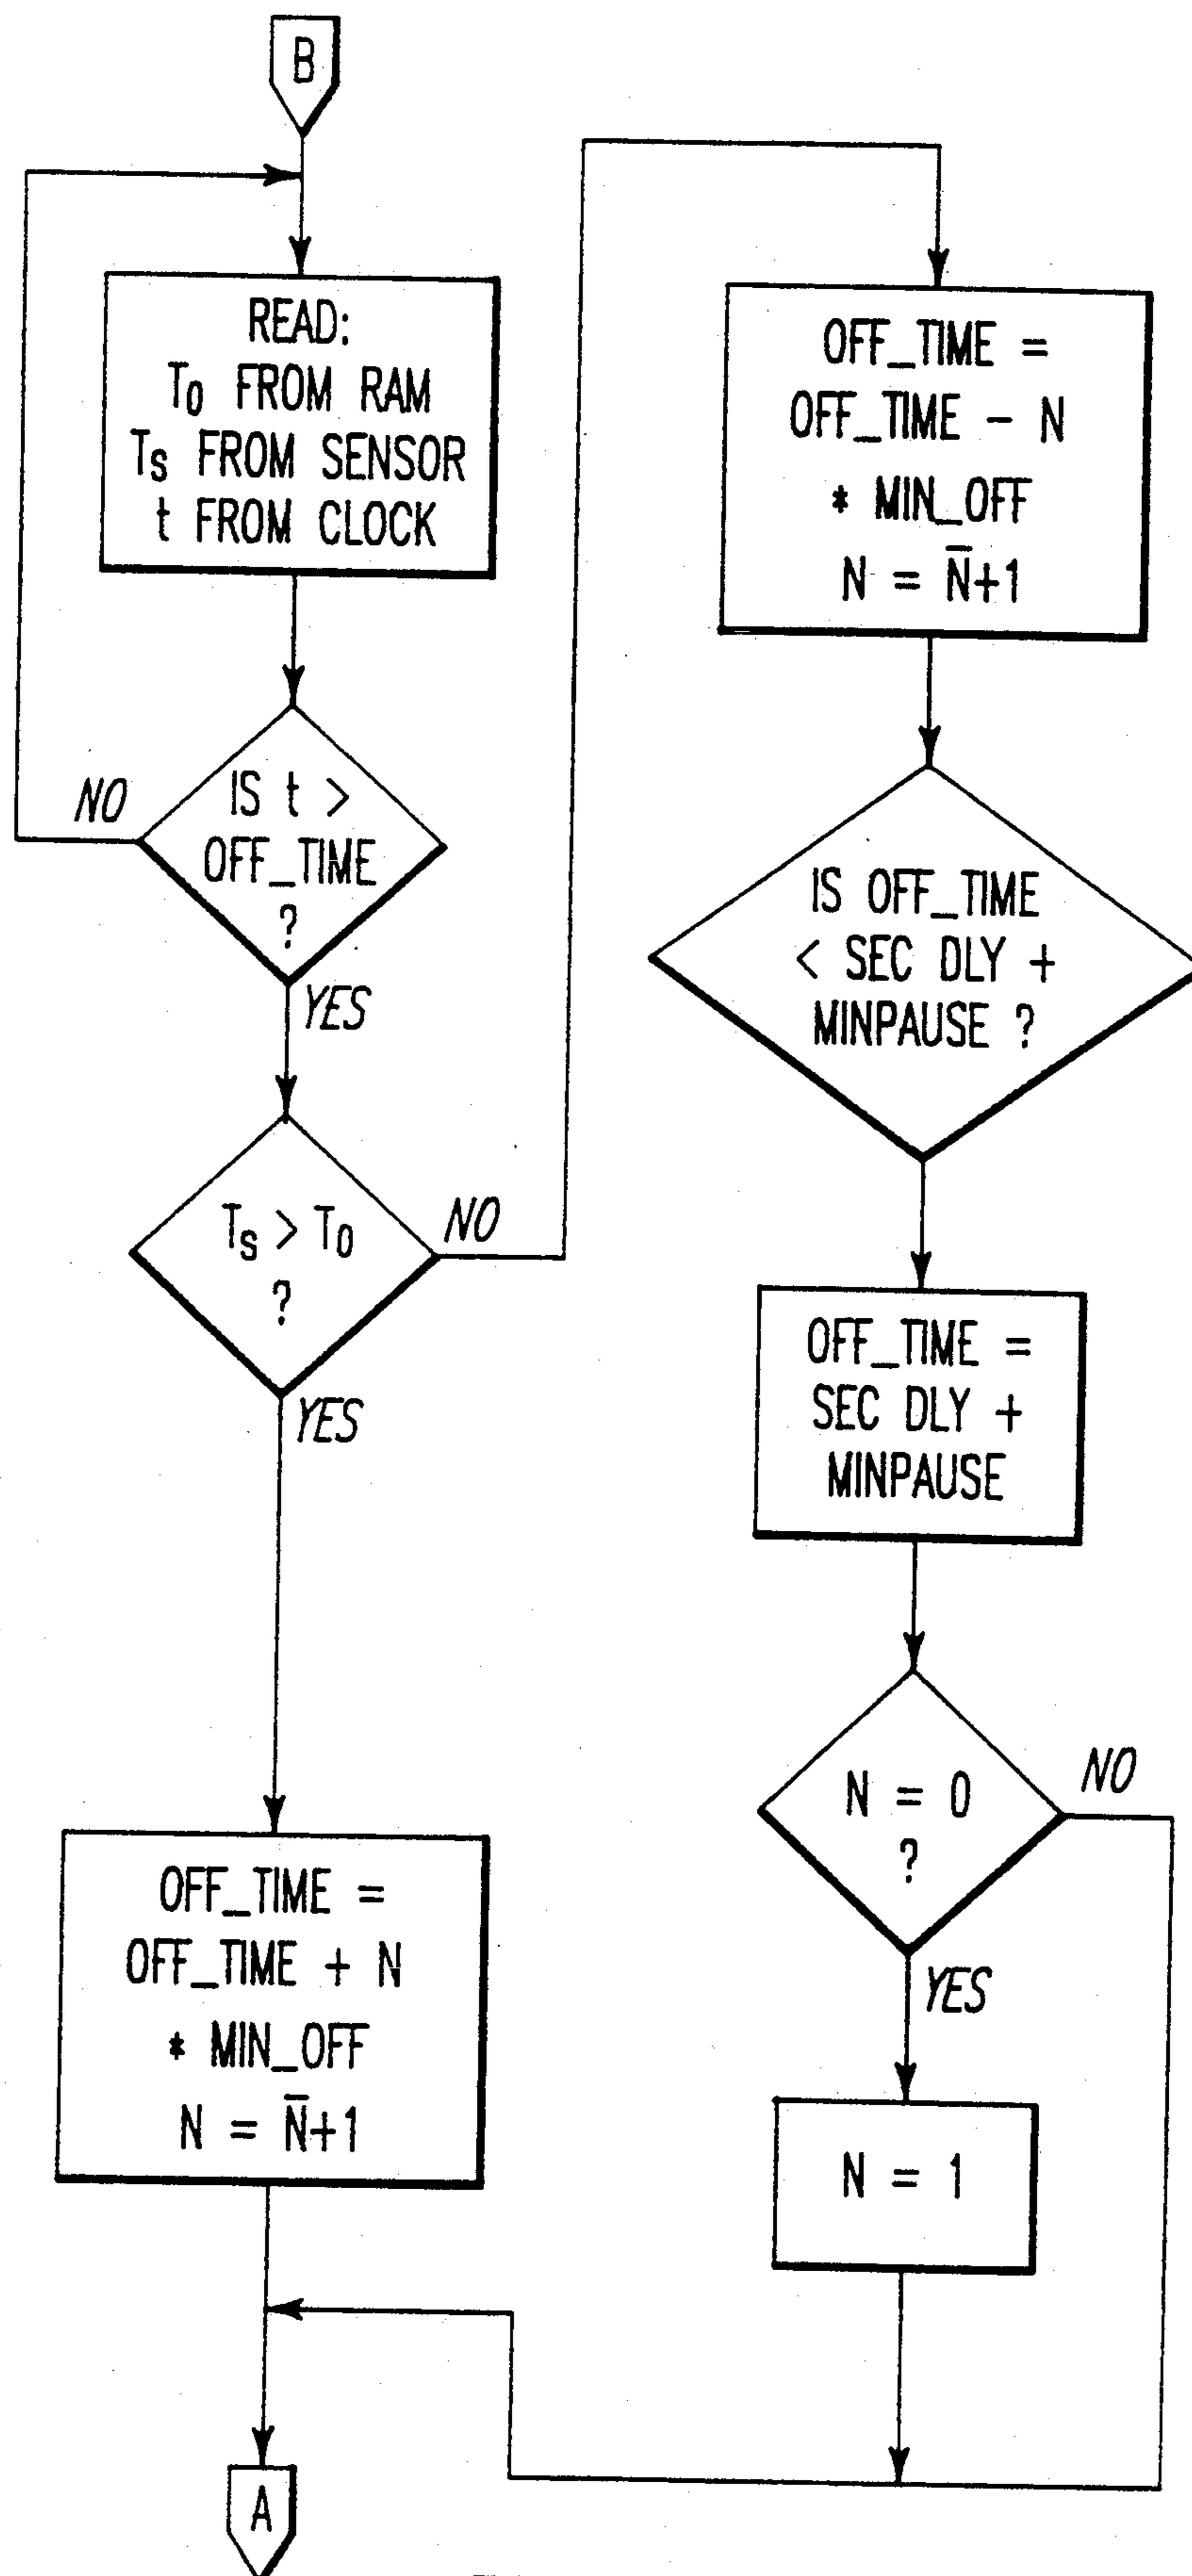 B
READ:
T0 FROM RAM
TS FROM SENSOR
t FROM CLOCK
IS t >
OFF_TIME
?
NO
YES
TS > T0
?
NO
YES
OFF_TIME =
OFF_TIME + N
* MIN_OFF
N = N̅+1
A
OFF_TIME =
OFF_TIME - N
* MIN_OFF
N = N̅+1
IS OFF_TIME
< SEC DLY +
MINPAUSE ?
OFF_TIME =
SEC DLY +
MINPAUSE
N = 0
?
NO
YES
N = 1